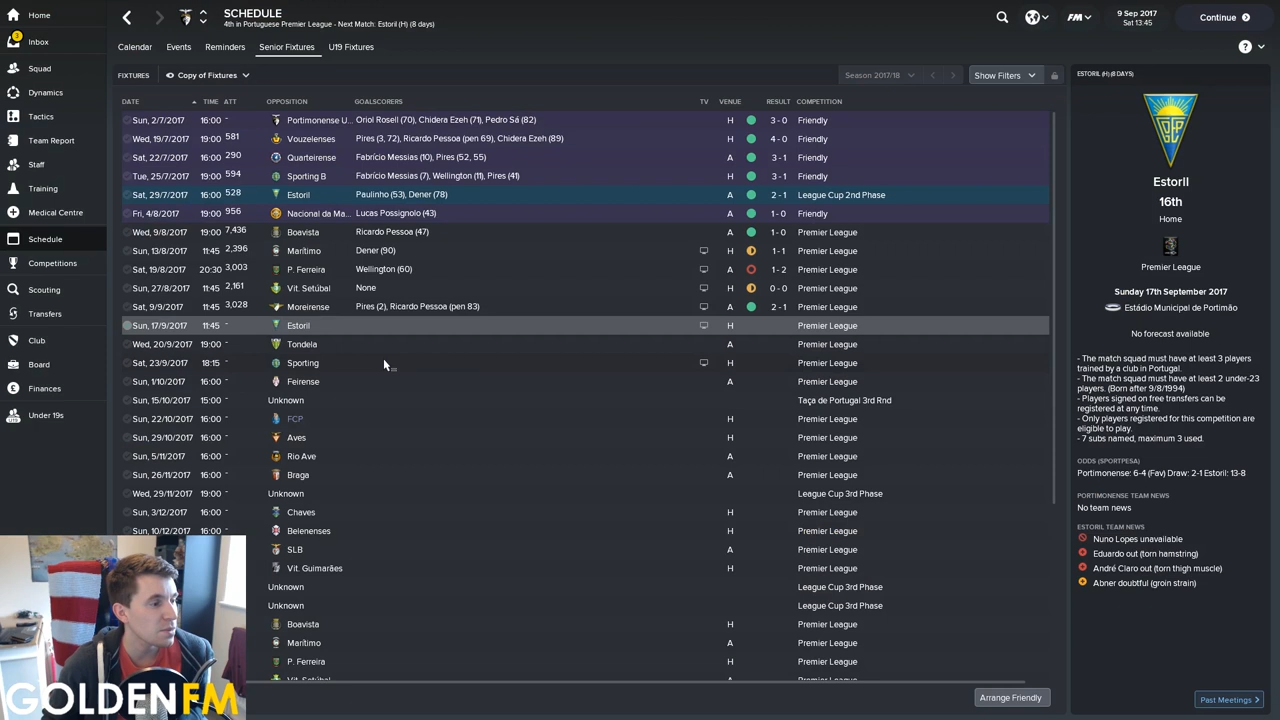 Home
SCHEDULE
4th in Portuguese Premier League - Next Match: Estoril (H) (8 days)
FM
9 Sep 2017
Sat 13:45
Continue
3
Inbox
Calendar Events Reminders Senior Fixtures U19 Fixtures
?
Squad
Dynamics
Tactics
Team Report
Staff
Training
Medical Centre
Schedule
Competitions
Scouting
Transfers
Club
Board
Finances
Under 19s
FIXTURES Copy of Fixtures Season 2017/18 Show Filters
DATE TIME ATT OPPOSITION GOALSCORERS TV VENUE RESULT COMPETITION
Sun, 2/7/2017 16:00 - Portimonense U... Oriol Rosell (70), Chidera Ezeh (71), Pedro Sá (82) H 3 - 0 Friendly
Wed, 19/7/2017 19:00 581 Vouzelenses Pires (3, 72), Ricardo Pessoa (pen 69), Chidera Ezeh (89) H 4 - 0 Friendly
Sat, 22/7/2017 16:00 290 Quarteirense Fabrício Messias (10), Pires (52, 55) A 3 - 1 Friendly
Tue, 25/7/2017 19:00 594 Sporting B Fabrício Messias (7), Wellington (11), Pires (41) H 3 - 1 Friendly
Sat, 29/7/2017 16:00 528 Estoril Paulinho (53), Dener (78) A 2 - 1 League Cup 2nd Phase
Fri, 4/8/2017 19:00 956 Nacional da Ma... Lucas Possignolo (43) A 1 - 0 Friendly
Wed, 9/8/2017 19:00 7,436 Boavista Ricardo Pessoa (47) A 1 - 0 Premier League
Sun, 13/8/2017 11:45 2,396 Marítimo Dener (90) H 1 - 1 Premier League
Sat, 19/8/2017 20:30 3,003 P. Ferreira Wellington (60) A 1 - 2 Premier League
Sun, 27/8/2017 11:45 2,161 Vit. Setúbal None H 0 - 0 Premier League
Sat, 9/9/2017 11:45 3,028 Moreirense Pires (2), Ricardo Pessoa (pen 83) A 2 - 1 Premier League
Sun, 17/9/2017 11:45 - Estoril H Premier League
Wed, 20/9/2017 19:00 - Tondela A Premier League
Sat, 23/9/2017 18:15 - Sporting H Premier League
Sun, 1/10/2017 16:00 - Feirense A Premier League
Sun, 15/10/2017 15:00 - Unknown Taça de Portugal 3rd Rnd
Sun, 22/10/2017 16:00 - FCP H Premier League
Sun, 29/10/2017 16:00 - Aves H Premier League
Sun, 5/11/2017 16:00 - Rio Ave A Premier League
Sun, 26/11/2017 16:00 - Braga A Premier League
Wed, 29/11/2017 19:00 - Unknown League Cup 3rd Phase
Sun, 3/12/2017 16:00 - Chaves H Premier League
Sun, 10/12/2017 16:00 - Belenenses H Premier League
SLB A Premier League
Vit. Guimarães H Premier League
Unknown League Cup 3rd Phase
Unknown League Cup 3rd Phase
Boavista H Premier League
Marítimo A Premier League
P. Ferreira H Premier League
Vit. Setúbal A Premier League
Arrange Friendly
ESTORIL (H) (8 DAYS)
Estoril
16th
Home
Premier League
Sunday 17th September 2017
Estádio Municipal de Portimão
No forecast available
- The match squad must have at least 3 players
trained by a club in Portugal.
- The match squad must have at least 2 under-23
players. (Born after 9/8/1994)
- Players signed on free transfers can be
registered at any time.
- Only players registered for this competition are
eligible to play.
- 7 subs named, maximum 3 used.
ODDS (SPORTPESA)
Portimonense: 6-4 (Fav) Draw: 2-1 Estoril: 13-8
PORTIMONENSE TEAM NEWS
No team news
ESTORIL TEAM NEWS
Nuno Lopes unavailable
Eduardo out (torn hamstring)
André Claro out (torn thigh muscle)
Abner doubtful (groin strain)
Past Meetings
GOLDENFM